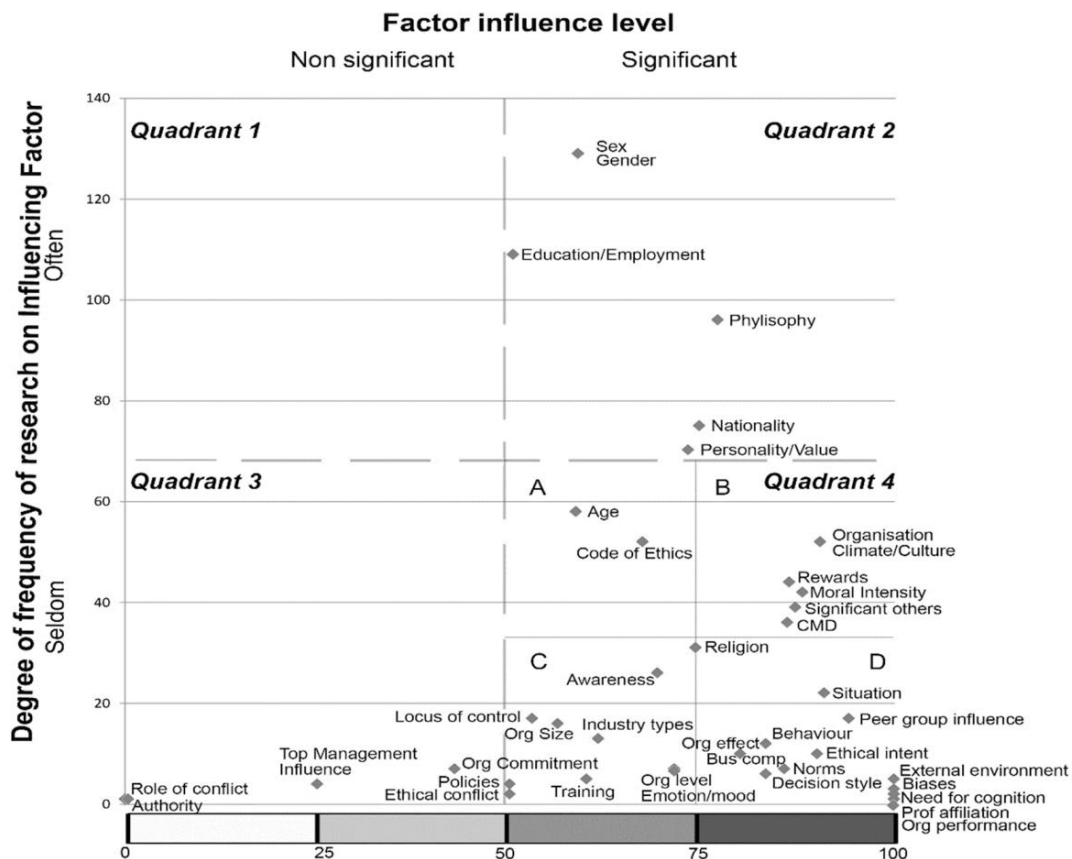 Factor influence level
Non significant
Significant
Degree of frequency of research on Influencing Factor
Often
Seldom
140
Quadrant 1
Quadrant 2
Sex
Gender
120
Education/Employment
100
Phylisophy
80
Nationality
Personality/Value
Quadrant 3
A
B
Quadrant 4
60
Age
Code of Ethics
Organisation
Climate/Culture
Rewards
40
Moral Intensity
Significant others
CMD
C
Religion
D
Awareness
20
Situation
Locus of control
Peer group influence
Org Size
Industry types
Behaviour
Org effect
Top Management
Influence
Org Commitment
Bus comp
Ethical intent
Policies
Norms
External environment
Role of conflict
Authority
Ethical conflict
Training
Org level
Emotion/mood
Decision style
Biases
Need for cognition
0
Prof affiliation
Org performance
0
25
50
75
100